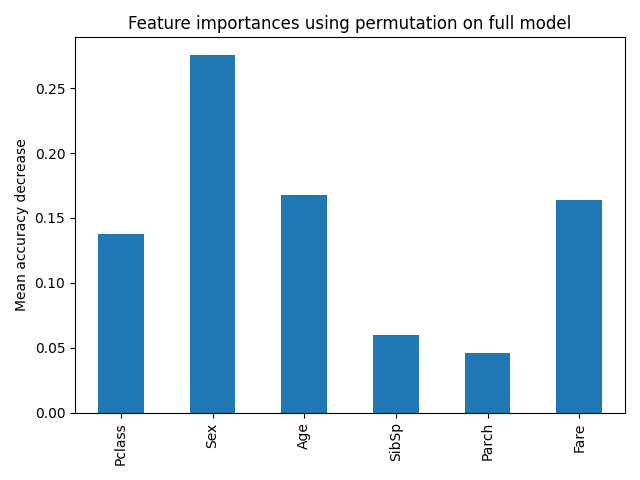 Feature importances using permutation on full model
Mean accuracy decrease
0.25
0.20
0.15
0.10
0.05
0.00
Pclass
Sex
Age
SibSp
Parch
Fare